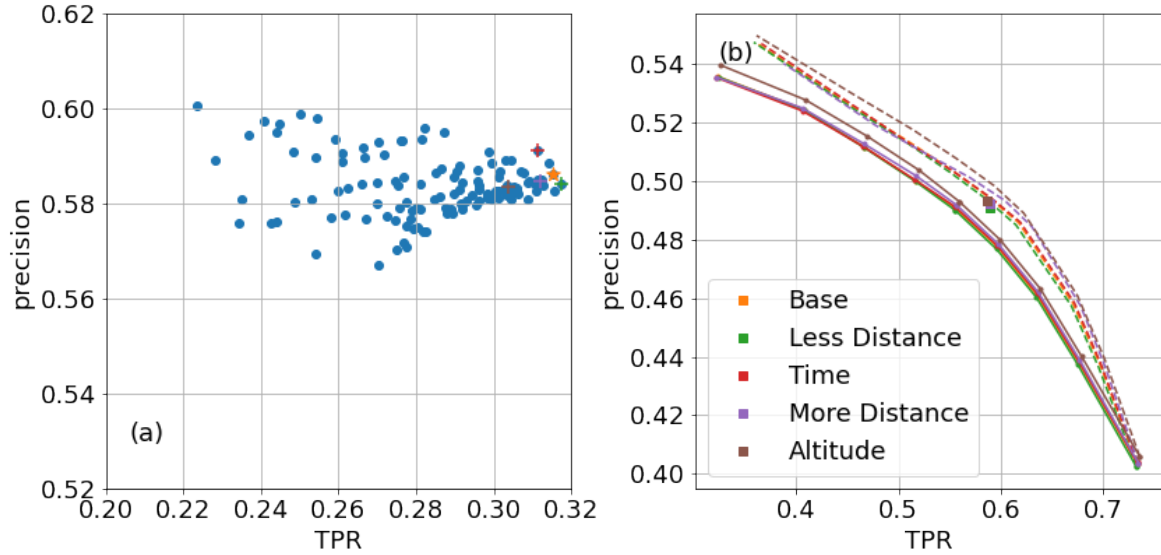 0.62
0.60
0.58
0.56
0.54
0.52
precision
(a)
0.20
0.22
0.24
0.26
0.28
0.30
0.32
TPR
0.54
0.52
0.50
0.48
0.46
0.44
0.42
0.40
precision
(b)
Base
Less Distance
Time
More Distance
Altitude
0.4
0.5
0.6
0.7
TPR